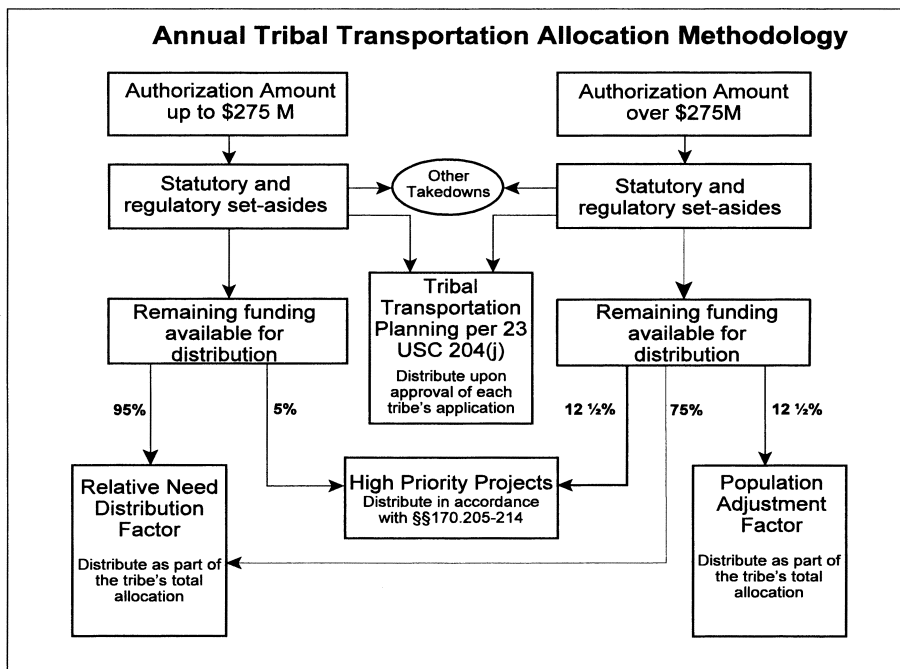 Annual Tribal Transportation Allocation Methodology
Authorization Amount
up to $275 M
Authorization Amount
over $275M
Statutory and
regulatory set-asides
Other
Takedowns
Statutory and
regulatory set-asides
Tribal
Transportation
Planning per 23
USC 204(j)
Distribute upon
approval of each
tribe's application
Remaining funding
available for
distribution
Remaining funding
available for
distribution
95%
5%
12 ½%
75%
12 ½%
Relative Need
Distribution
Factor
Distribute as part of
the tribe's total
allocation
High Priority Projects
Distribute in accordance
with §§170.205-214
Population
Adjustment
Factor
Distribute as part of
the tribe's total
allocation